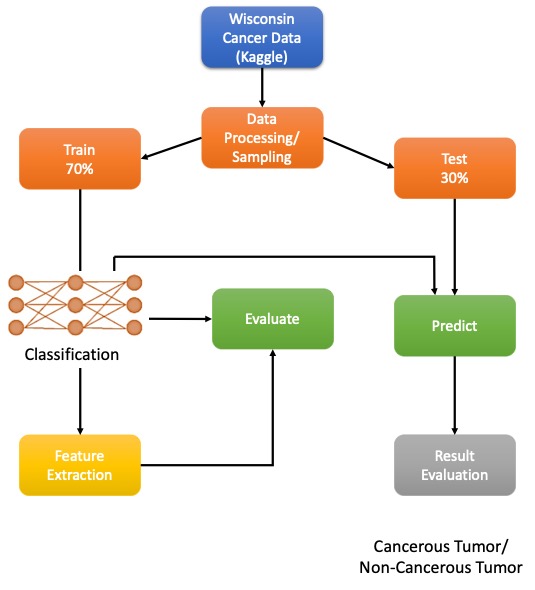 Wisconsin
Cancer Data
(Kaggle)
Data
Processing/
Sampling
Train
70%
Test
30%
Classification
Evaluate
Predict
Feature
Extraction
Result
Evaluation
Cancerous Tumor/
Non-Cancerous Tumor